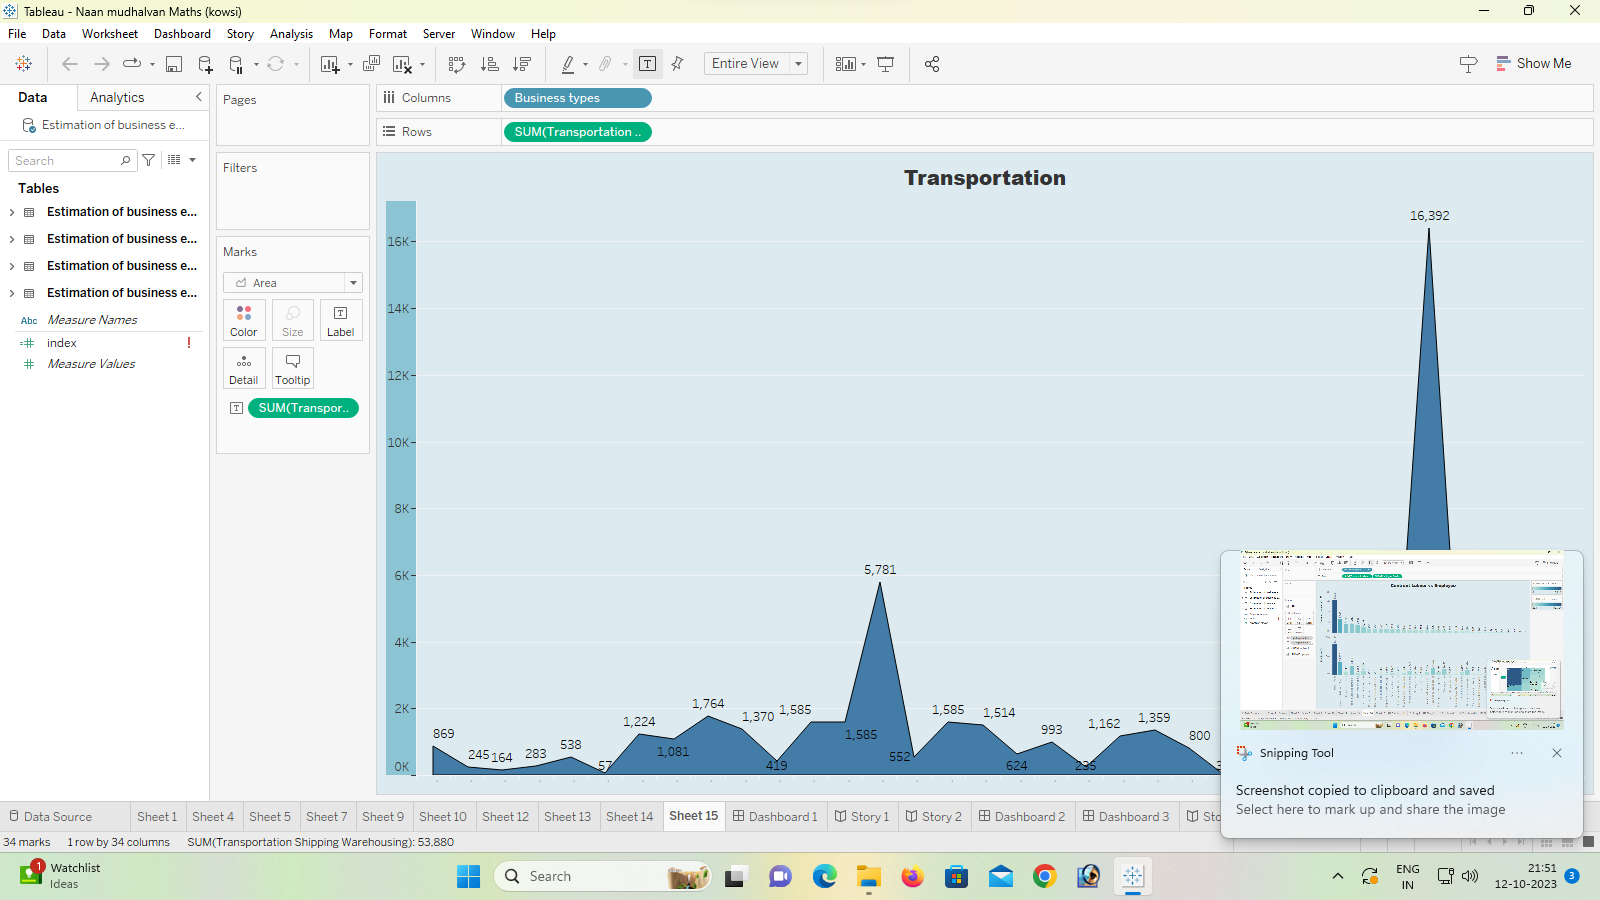 Tableau - Naan mudhalvan Maths (kowsi)
File Data Worksheet Dashboard Story Analysis Map Format Server Window Help
Entire View
Show Me
Data Analytics
Estimation of business e...
Search
Tables
Estimation of business e...
Estimation of business e...
Estimation of business e...
Estimation of business e...
Abc Measure Names
index !
Measure Values
Pages
Filters
Marks
Area
Color Size Label
Detail Tooltip
SUM(Transpor..
Columns Business types
Rows SUM(Transportation ..
Transportation
16K
14K
12K
10K
8K
6K
4K
2K
0K
869
245
164
283
538
57
1,224
1,081
1,764
1,370
419
1,585
1,585
5,781
552
1,585
1,514
624
993
235
1,162
1,359
800
16,392
Contract Labour vs Employee
Snipping Tool
Screenshot copied to clipboard and saved
Select here to mark up and share the image
Data Source Sheet 1 Sheet 4 Sheet 5 Sheet 7 Sheet 9 Sheet 10 Sheet 12 Sheet 13 Sheet 14 Sheet 15 Dashboard 1 Story 1 Story 2 Dashboard 2 Dashboard 3
34 marks 1 row by 34 columns SUM(Transportation Shipping Warehousing): 53,880
1
Watchlist
Ideas
Search
ENG
IN
21:51
12-10-2023
3